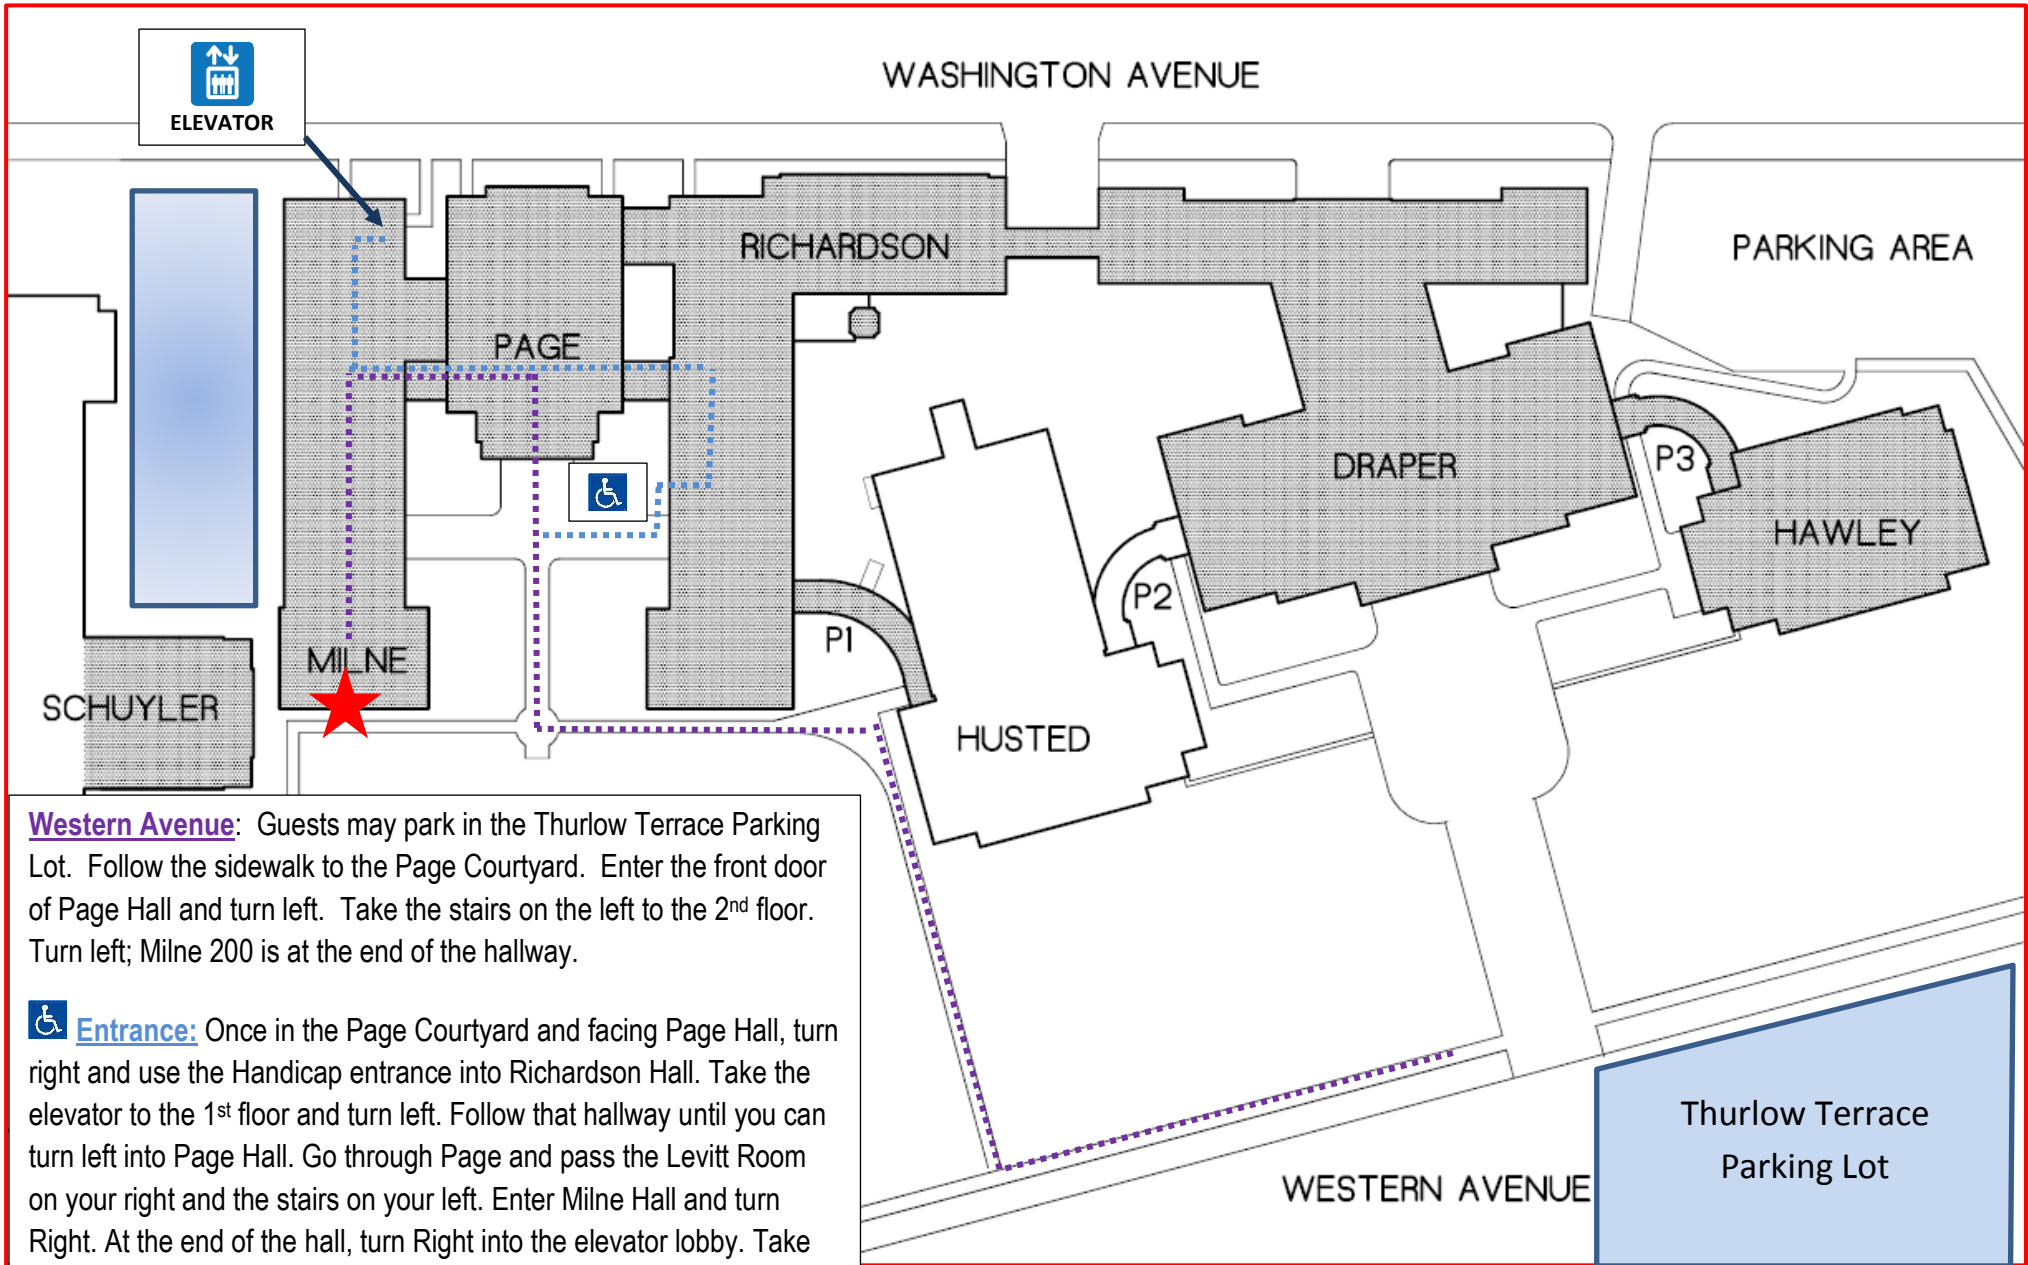 WASHINGTON AVENUE
ELEVATOR
RICHARDSON
PARKING AREA
PAGE
DRAPER
P3
HAWLEY
P2
P1
MILNE
SCHUYLER
HUSTED
Western Avenue: Guests may park in the Thurlow Terrace Parking
Lot. Follow the sidewalk to the Page Courtyard. Enter the front door
of Page Hall and turn left. Take the stairs on the left to the 2nd floor.
Turn left; Milne 200 is at the end of the hallway.
Entrance: Once in the Page Courtyard and facing Page Hall, turn
right and use the Handicap entrance into Richardson Hall. Take the
elevator to the 1st floor and turn left. Follow that hallway until you can
turn left into Page Hall. Go through Page and pass the Levitt Room
on your right and the stairs on your left. Enter Milne Hall and turn
Right. At the end of the hall, turn Right into the elevator lobby. Take
WESTERN AVENUE
Thurlow Terrace
Parking Lot